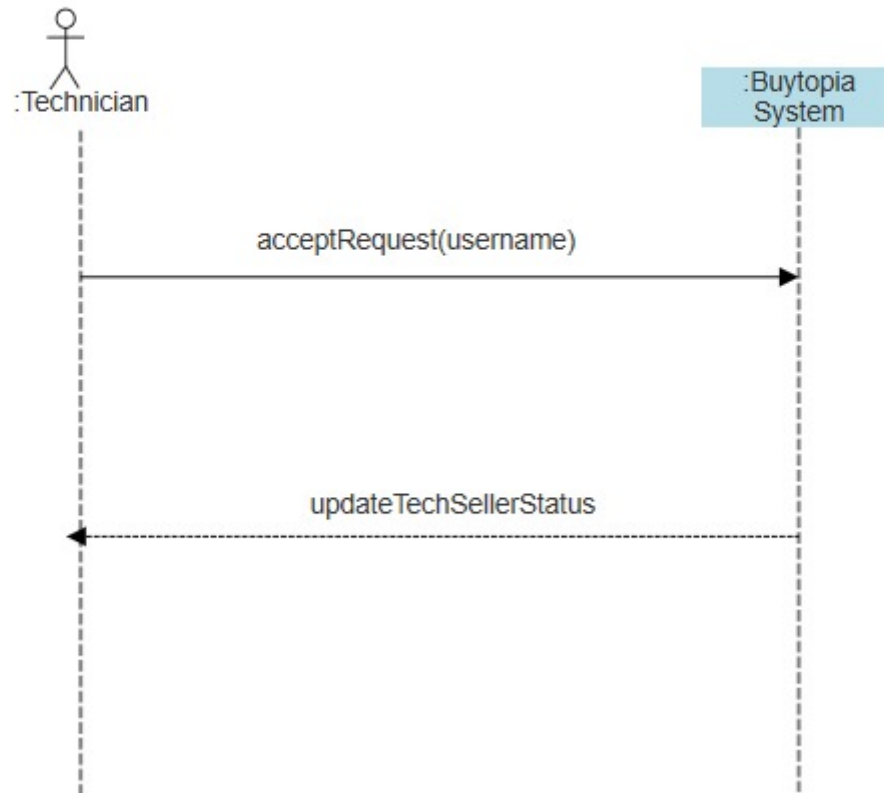 :Technician
:Buytopia
System
acceptRequest(username)
updateTechSellerStatus